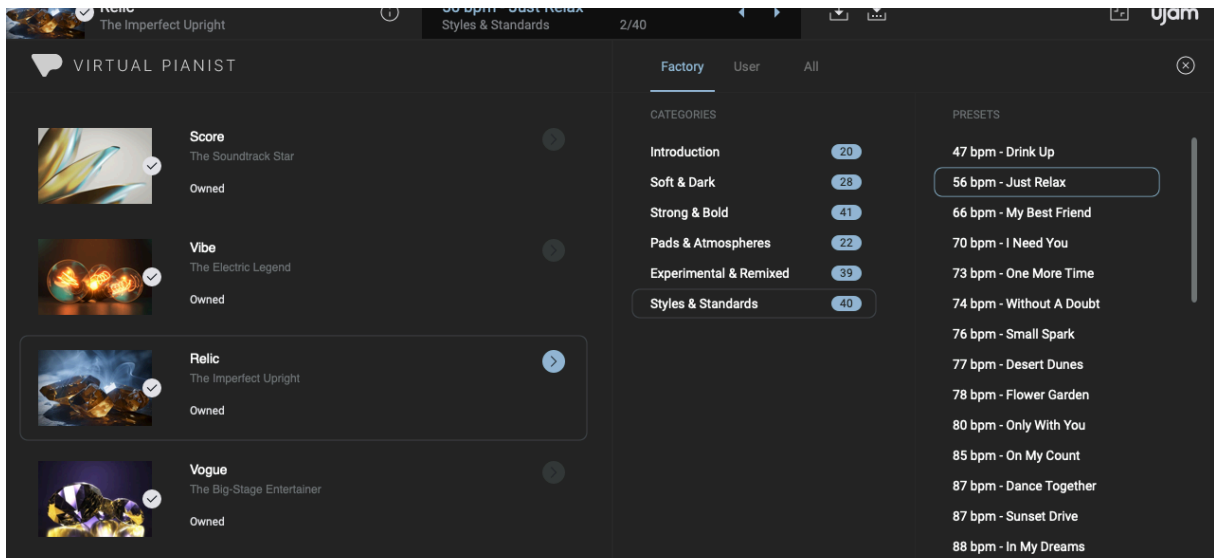 Relic
The Imperfect Upright
56 bpm - Just Relax
Styles & Standards
2/40
ujam
VIRTUAL PIANIST
Score
The Soundtrack Star
Owned
Vibe
The Electric Legend
Owned
Relic
The Imperfect Upright
Owned
Vogue
The Big-Stage Entertainer
Owned
Factory
User
All
CATEGORIES
Introduction 20
Soft & Dark 28
Strong & Bold 41
Pads & Atmospheres 22
Experimental & Remixed 39
Styles & Standards 40
PRESETS
47 bpm - Drink Up
56 bpm - Just Relax
66 bpm - My Best Friend
70 bpm - I Need You
73 bpm - One More Time
74 bpm - Without A Doubt
76 bpm - Small Spark
77 bpm - Desert Dunes
78 bpm - Flower Garden
80 bpm - Only With You
85 bpm - On My Count
87 bpm - Dance Together
87 bpm - Sunset Drive
88 bpm - In My Dreams